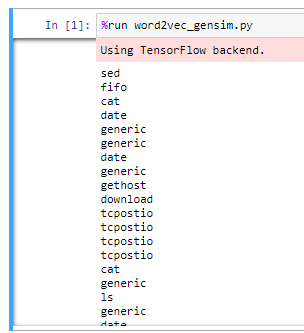 In [1]: %run word2vec_gensim.py
Using TensorFlow backend.
sed
fifo
cat
date
generic
generic
date
generic
gethost
download
tcpostio
tcpostio
tcpostio
tcpostio
cat
generic
ls
generic
date